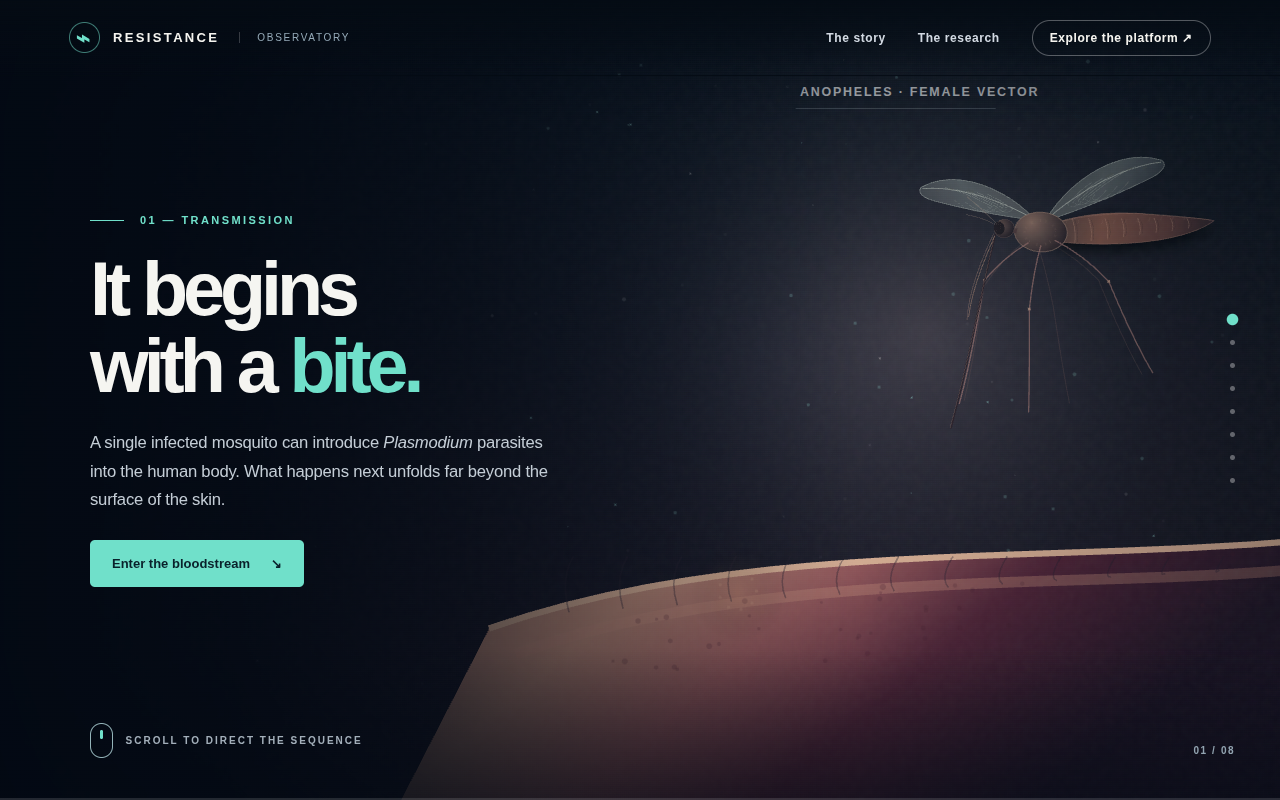 RESISTANCE
OBSERVATORY
The story
The research
Explore the platform ↗
ANOPHELES · FEMALE VECTOR
01 — TRANSMISSION
It begins
with a bite.
A single infected mosquito can introduce Plasmodium parasites
into the human body. What happens next unfolds far beyond the
surface of the skin.
Enter the bloodstream ↘
SCROLL TO DIRECT THE SEQUENCE
01 / 08